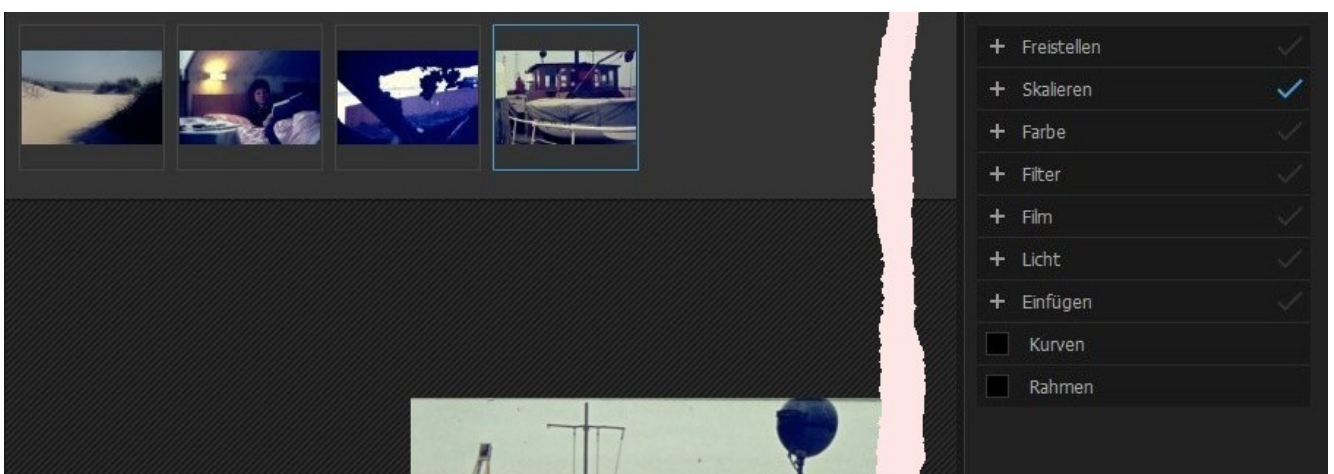 Freistellen
Skalieren
Farbe
Filter
Film
Licht
Einfügen
Kurven
Rahmen